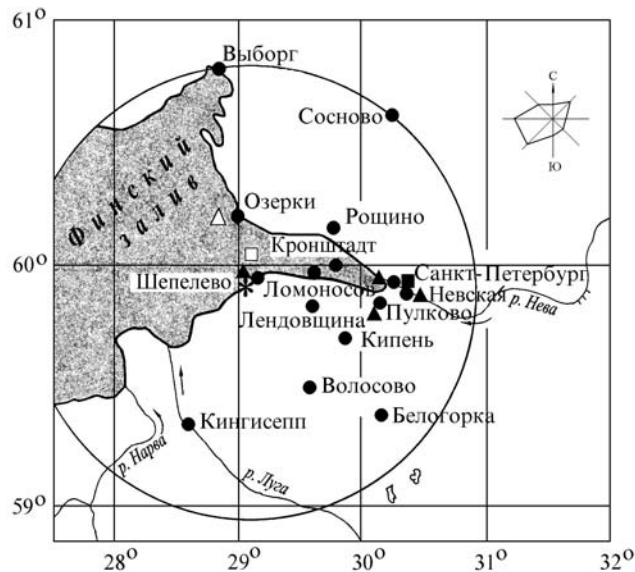 61°
Выборг
Сосново
С
Ю
Финский
залив
Озерки
Рощино
Кронштадт
60°
Санкт-Петербург
Шепелево
Ломоносов
Невская
р. Нева
Лендовщина
Пулково
Кипень
Волосово
Белогорка
Кингисепп
р. Нарва
р. Луга
59°
28°
29°
30°
31°
32°